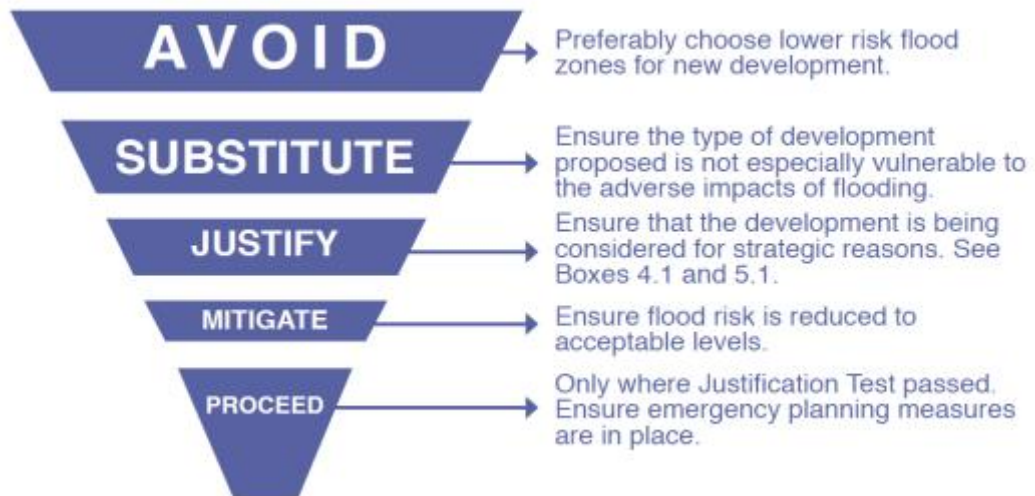 AVOID
Preferably choose lower risk flood
zones for new development.
SUBSTITUTE
Ensure the type of development
proposed is not especially vulnerable to
the adverse impacts of flooding.
JUSTIFY
Ensure that the development is being
considered for strategic reasons. See
Boxes 4.1 and 5.1.
MITIGATE
Ensure flood risk is reduced to
acceptable levels.
PROCEED
Only where Justification Test passed.
Ensure emergency planning measures
are in place.